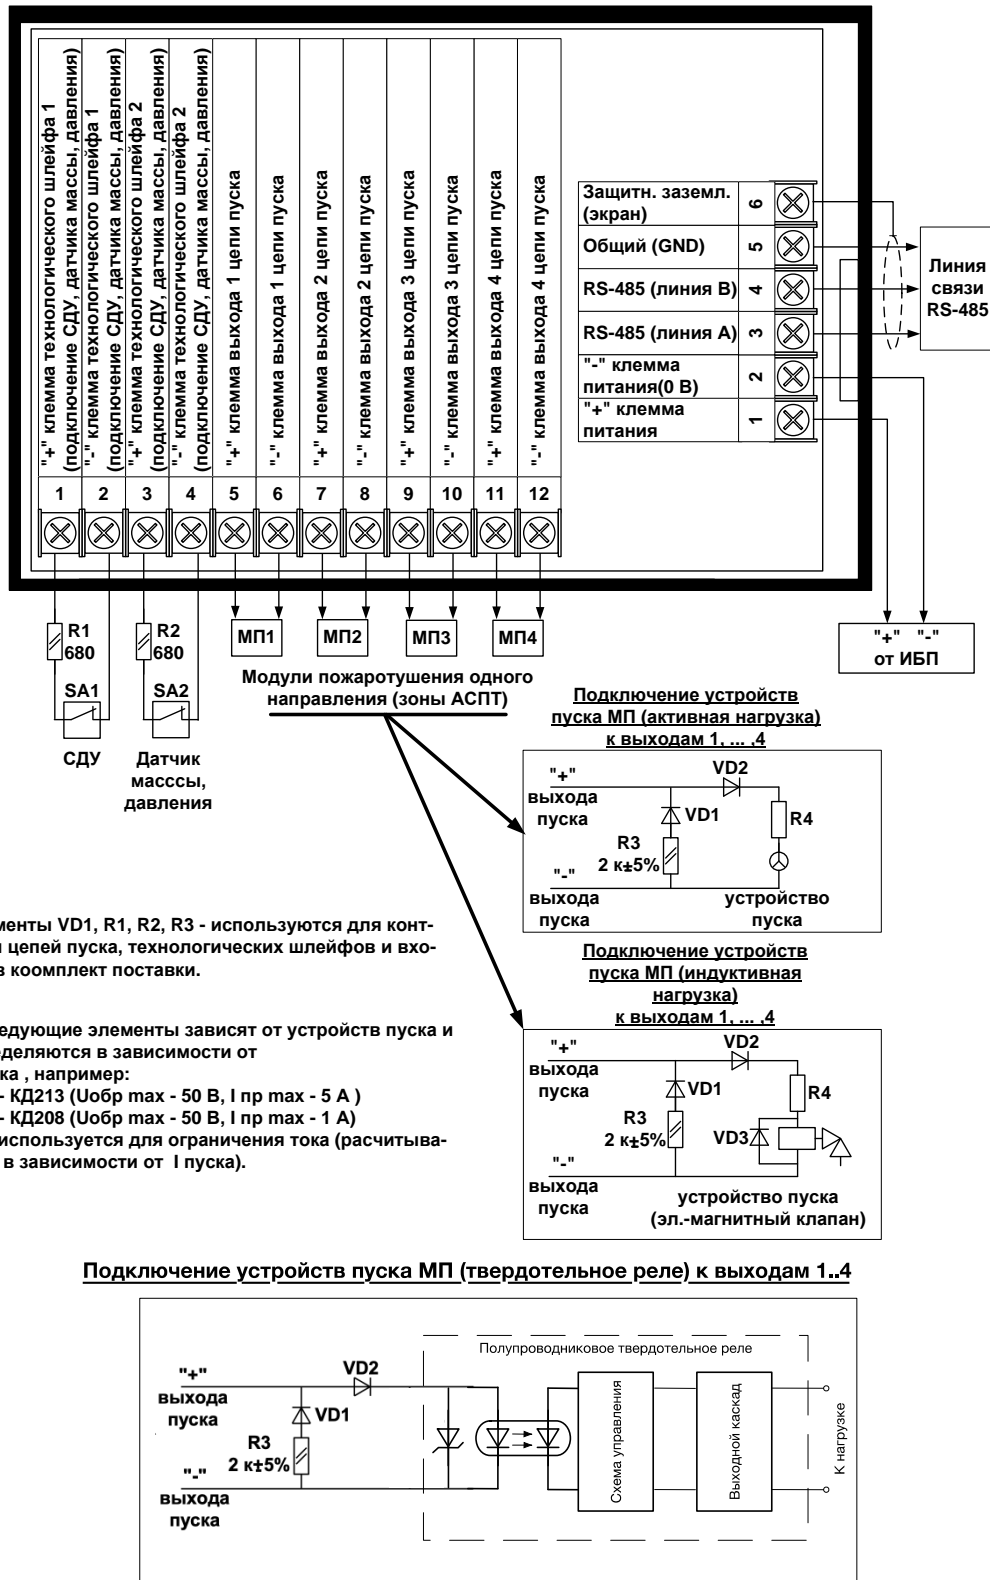 "+" клемма технологического шлейфа 1
(подключение СДУ, датчика массы, давления)
"-" клемма технологического шлейфа 1
(подключение СДУ, датчика массы, давления)
"+" клемма технологического шлейфа 2
(подключение СДУ, датчика массы, давления)
"-" клемма технологического шлейфа 2
(подключение СДУ, датчика массы, давления)
"+" клемма выхода 1 цепи пуска
"-" клемма выхода 1 цепи пуска
"+" клемма выхода 2 цепи пуска
"-" клемма выхода 2 цепи пуска
"+" клемма выхода 3 цепи пуска
"-" клемма выхода 3 цепи пуска
"+" клемма выхода 4 цепи пуска
"-" клемма выхода 4 цепи пуска
1 2 3 4 5 6 7 8 9 10 11 12
Защитн. заземл.
(экран)
6
Общий (GND)
5
RS-485 (линия B)
4
RS-485 (линия A)
3
"-" клемма
питания(0 В)
2
"+" клемма
питания
1
Линия
связи
RS-485
"+" "-"
от ИБП
R1
680
R2
680
SA1
SA2
СДУ
Датчик
масссы,
давления
МП1
МП2
МП3
МП4
Модули пожаротушения одного
направления (зоны АСПТ)
Подключение устройств
пуска МП (активная нагрузка)
к выходам 1, ... ,4
"+"
выхода
пуска
VD2
VD1
R4
R3
2 к±5%
"-"
выхода
пуска
устройство
пуска
менты VD1, R1, R2, R3 - используются для конт-
и цепей пуска, технологических шлейфов и вхо-
в коомплект поставки.
едующие элементы зависят от устройств пуска и
еделяются в зависимости от
ка , например:
- КД213 (Uобр max - 50 В, I пр max - 5 А )
- КД208 (Uобр max - 50 В, I пр max - 1 А)
используется для ограничения тока (расчитыва-
в зависимости от I пуска).
Подключение устройств
пуска МП (индуктивная
нагрузка)
к выходам 1, ... ,4
"+"
выхода
пуска
VD2
VD1
R4
R3
2 к±5%
VD3
"-"
выхода
пуска
устройство пуска
(эл.-магнитный клапан)
Подключение устройств пуска МП (твердотельное реле) к выходам 1..4
Полупроводниковое твердотельное реле
"+"
выхода
пуска
VD2
VD1
R3
2 к±5%
"-"
выхода
пуска
Схема управления
Выходной каскад
К нагрузке